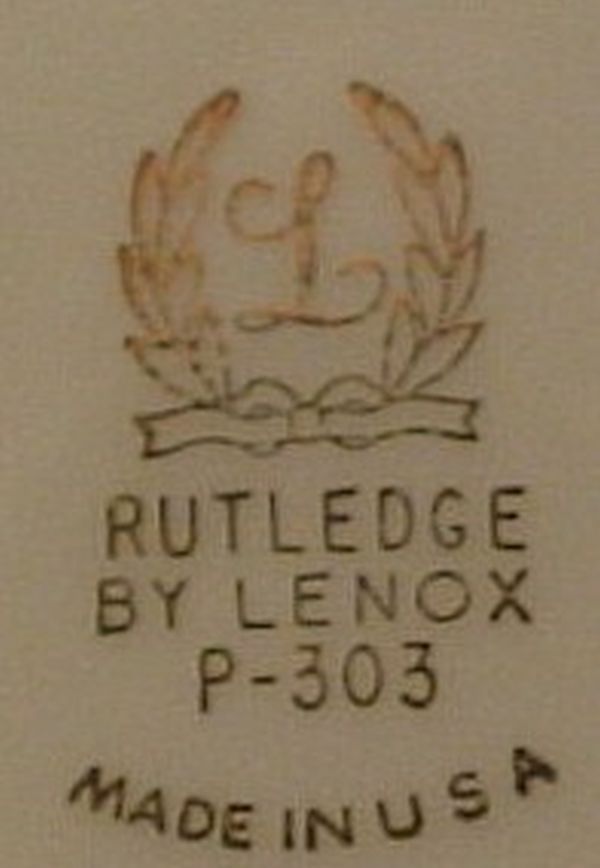 L
RUTLEDGE
BY LENOX
P-303
MADE IN USA